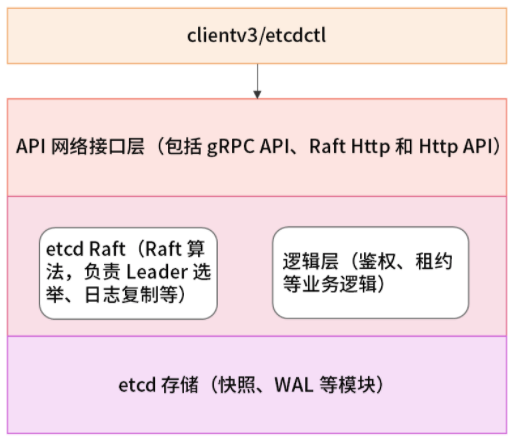 clientv3/etcdctl
API 网络接口层（包括 gRPC API、Raft Http 和 Http API）
etcd Raft（Raft 算
法，负责 Leader 选
举、日志复制等）
逻辑层（鉴权、租约
等业务逻辑）
etcd 存储（快照、WAL 等模块）